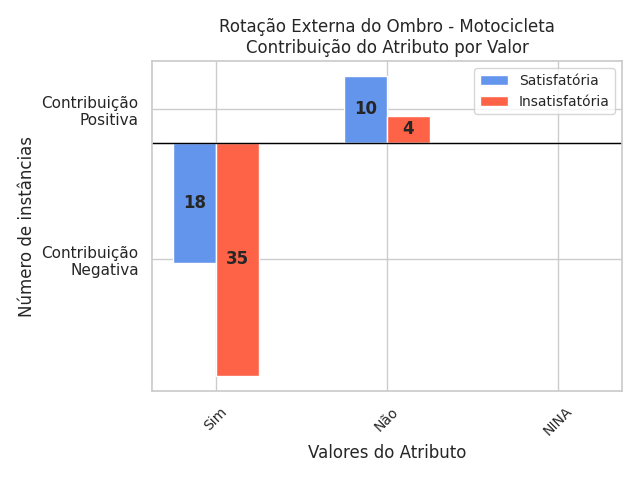 Rotação Externa do Ombro - Motocicleta
Contribuição do Atributo por Valor
Satisfatória
Insatisfatória
Contribuição
Positiva
Contribuição
Negativa
Número de instâncias
10
4
18
35
Sim
Não
NINA
Valores do Atributo